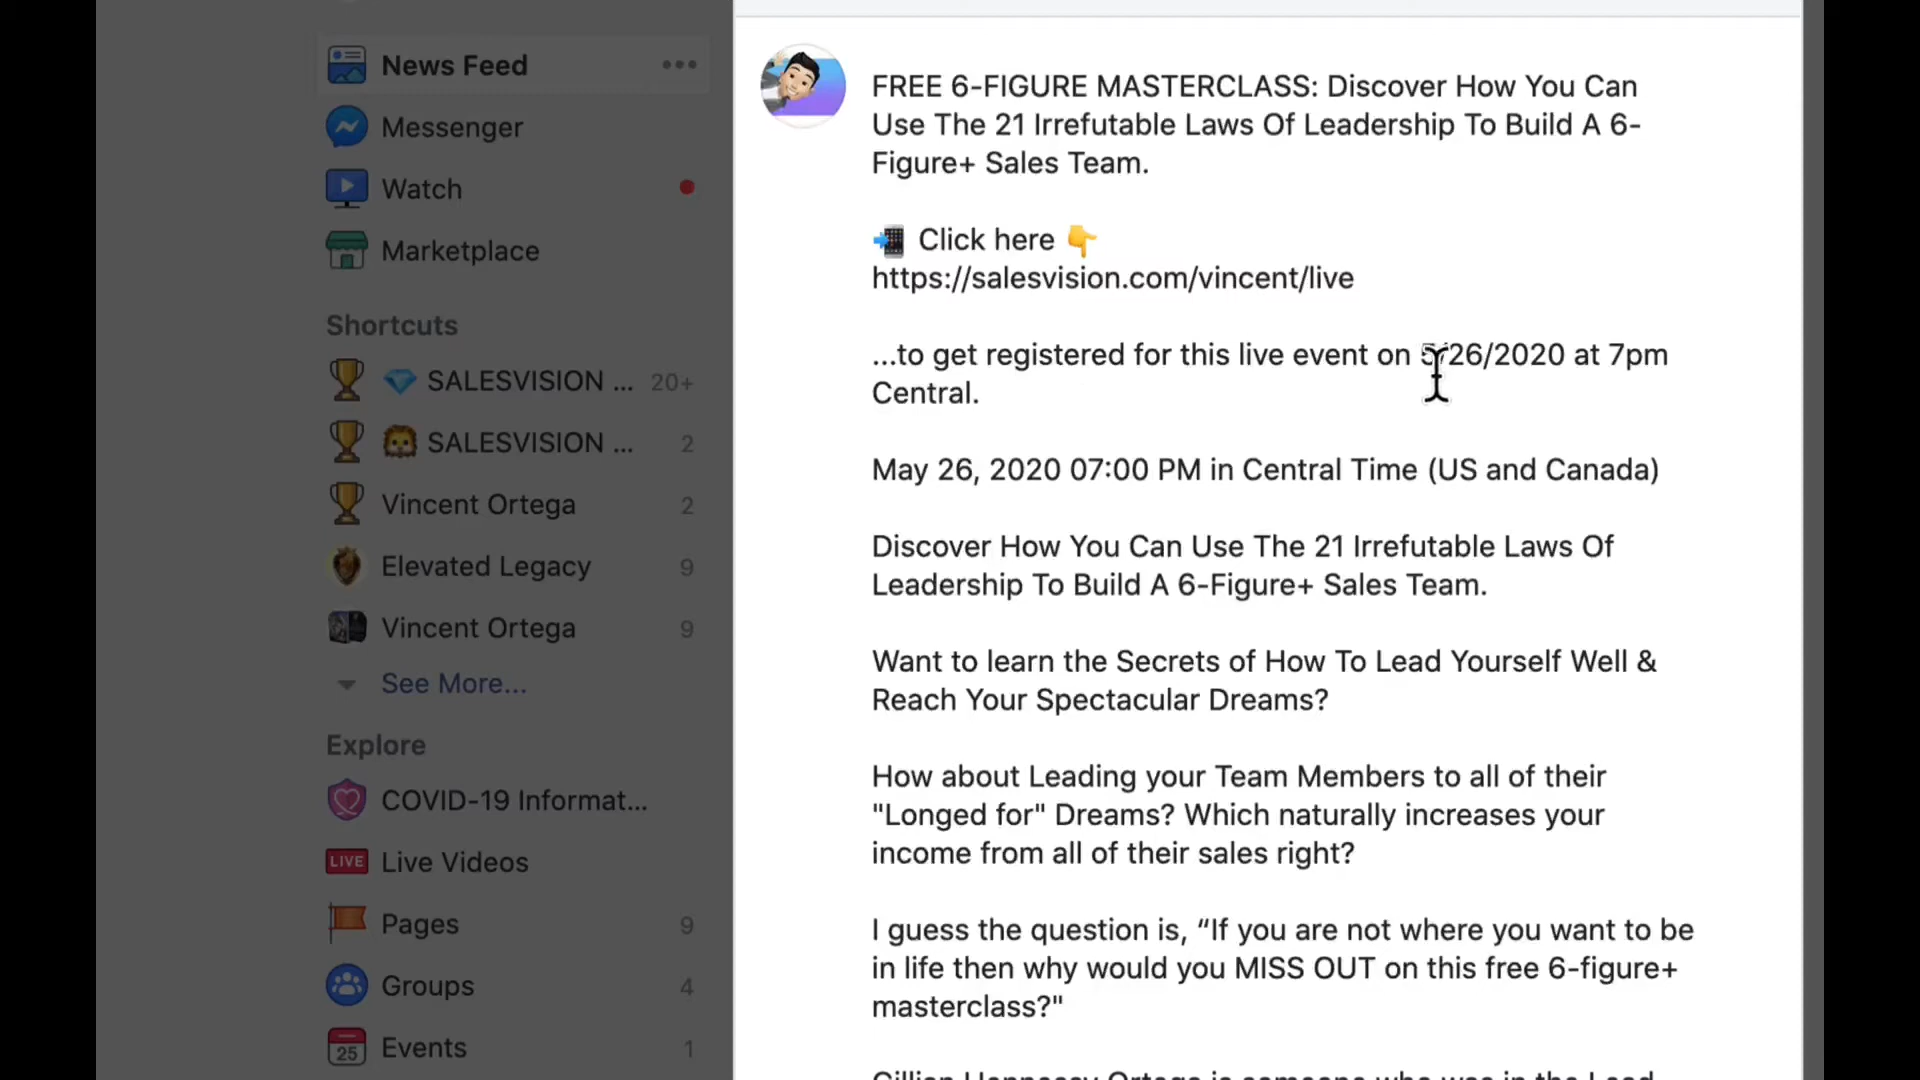 News Feed
Messenger
Watch
Marketplace
Shortcuts
SALESVISION ... 20+
SALESVISION ... 2
Vincent Ortega 2
Elevated Legacy 9
Vincent Ortega 9
See More...
Explore
COVID-19 Informat...
LIVE Live Videos
Pages 9
Groups 4
25 Events 1
FREE 6-FIGURE MASTERCLASS: Discover How You Can
Use The 21 Irrefutable Laws Of Leadership To Build A 6-
Figure+ Sales Team.
Click here
https://salesvision.com/vincent/live
...to get registered for this live event on 5/26/2020 at 7pm
Central.
May 26, 2020 07:00 PM in Central Time (US and Canada)
Discover How You Can Use The 21 Irrefutable Laws Of
Leadership To Build A 6-Figure+ Sales Team.
Want to learn the Secrets of How To Lead Yourself Well &
Reach Your Spectacular Dreams?
How about Leading your Team Members to all of their
"Longed for" Dreams? Which naturally increases your
income from all of their sales right?
I guess the question is, “If you are not where you want to be
in life then why would you MISS OUT on this free 6-figure+
masterclass?"